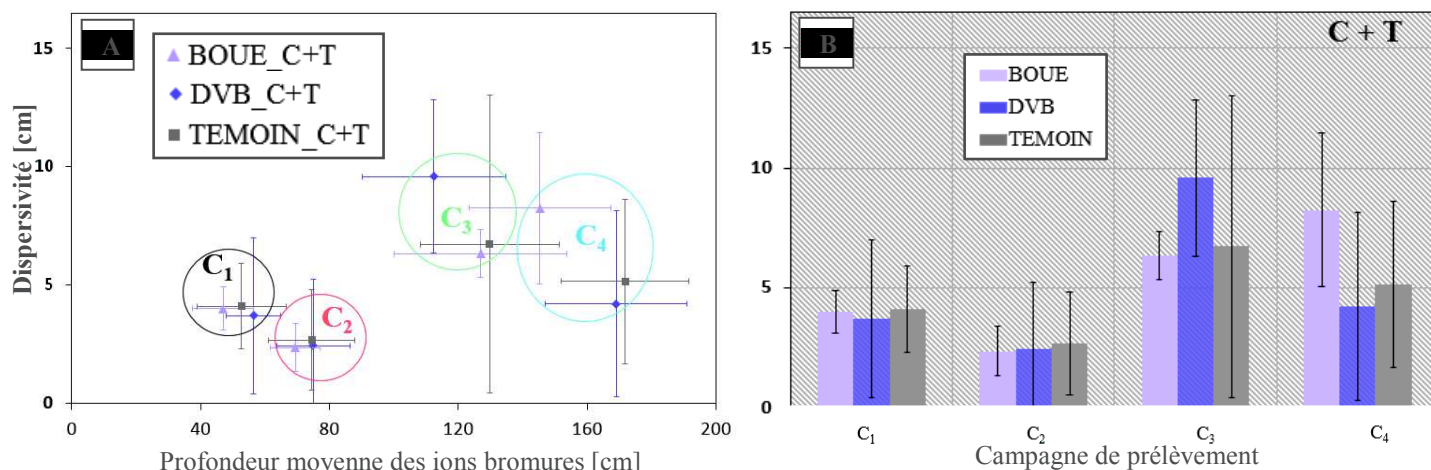 A
BOUE_C+T
DVB_C+T
TEMOIN_C+T
Dispersivité [cm]
15
10
5
0
C1
C2
C3
C4
0 40 80 120 160 200
Profondeur moyenne des ions bromures [cm]
B
C + T
BOUE
DVB
TEMOIN
15
10
5
0
C1 C2 C3 C4
Campagne de prélèvement